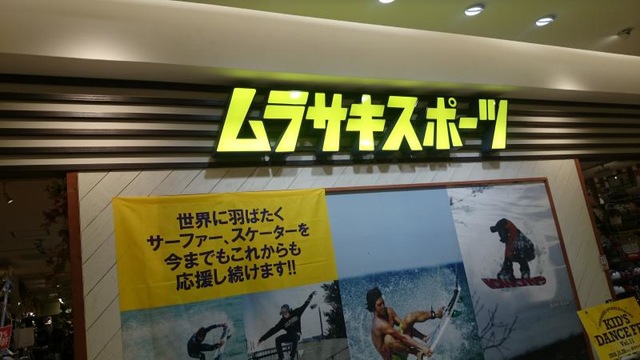 ムラサキスポーツ
世界に羽ばたく
サーファー、スケーターを
今までもこれからも
応援し続けます!!
KID'S